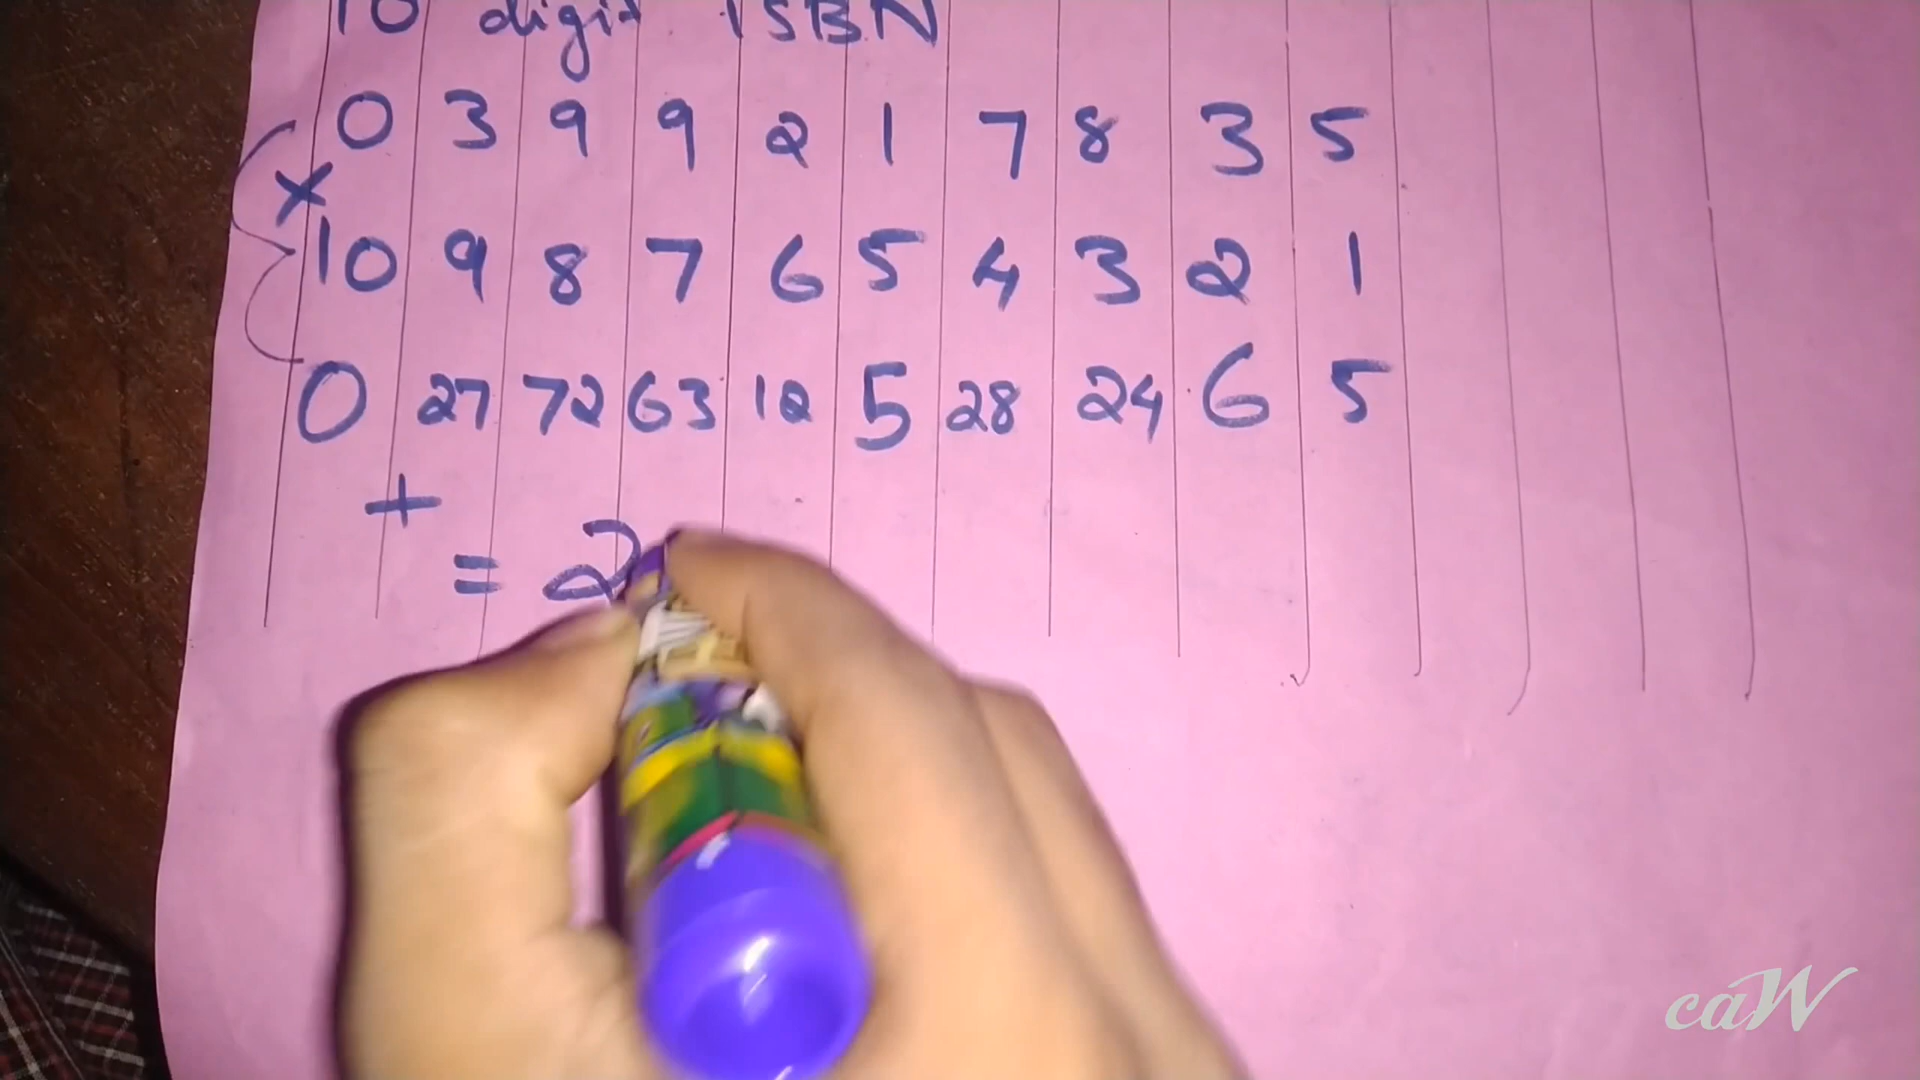 10 digit ISBN
0 3 9 9 2 1 7 8 3 5
×
10 9 8 7 6 5 4 3 2 1
0 27 72 63 12 5 28 24 6 5
+
= 2
caW